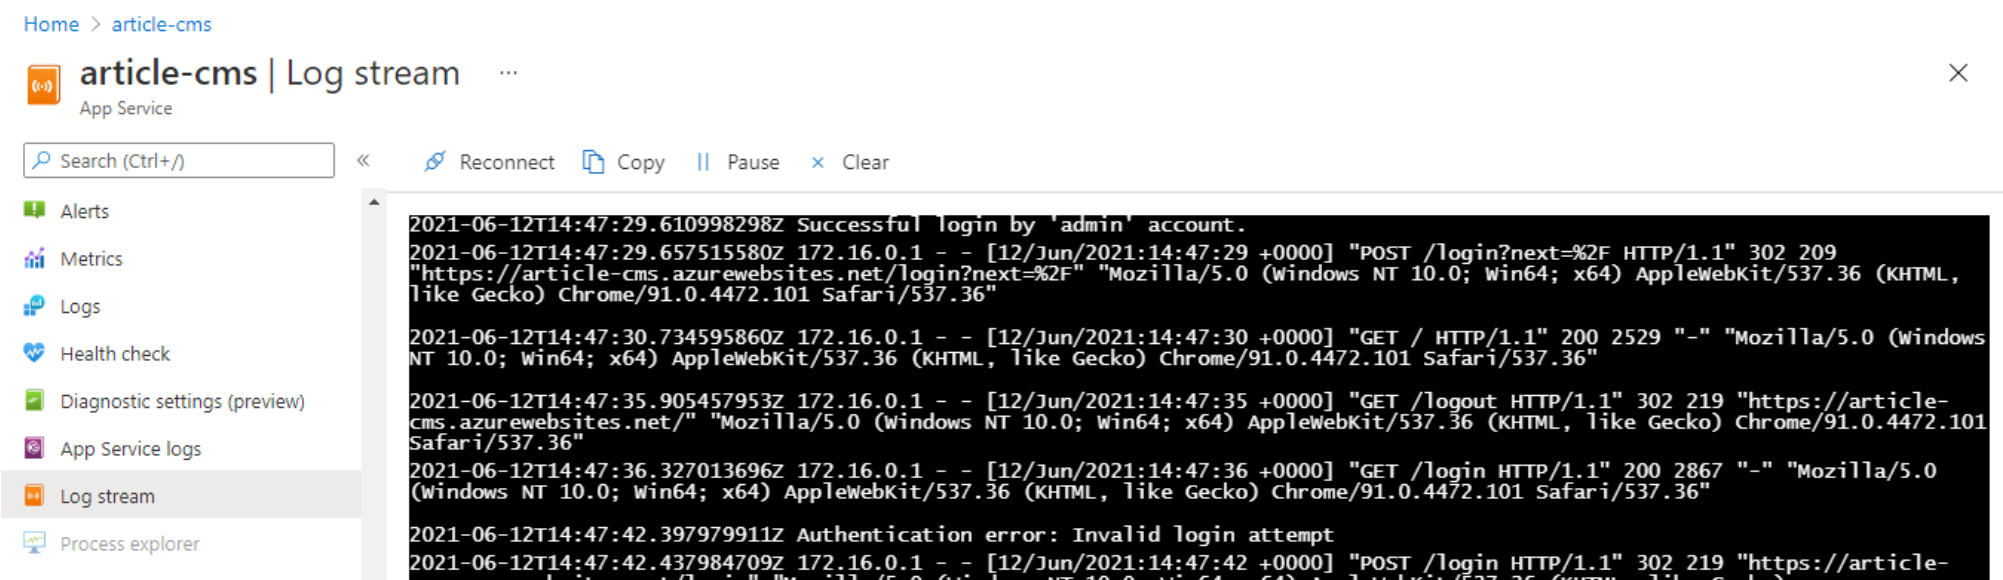 Home > article-cms
article-cms | Log stream ...
App Service
Search (Ctrl+/)
«
Reconnect Copy Pause Clear
Alerts
Metrics
Logs
Health check
Diagnostic settings (preview)
App Service logs
Log stream
Process explorer
2021-06-12T14:47:29.610998298Z Successful login by 'admin' account.
2021-06-12T14:47:29.657515580Z 172.16.0.1 - - [12/Jun/2021:14:47:29 +0000] "POST /login?next=%2F HTTP/1.1" 302 209
"https://article-cms.azurewebsites.net/login?next=%2F" "Mozilla/5.0 (Windows NT 10.0; Win64; x64) AppleWebKit/537.36 (KHTML,
like Gecko) Chrome/91.0.4472.101 Safari/537.36"
2021-06-12T14:47:30.734595860Z 172.16.0.1 - - [12/Jun/2021:14:47:30 +0000] "GET / HTTP/1.1" 200 2529 "-" "Mozilla/5.0 (Windows
NT 10.0; Win64; x64) AppleWebKit/537.36 (KHTML, like Gecko) Chrome/91.0.4472.101 Safari/537.36"
2021-06-12T14:47:35.905457953Z 172.16.0.1 - - [12/Jun/2021:14:47:35 +0000] "GET /logout HTTP/1.1" 302 219 "https://article-
cms.azurewebsites.net/" "Mozilla/5.0 (Windows NT 10.0; Win64; x64) AppleWebKit/537.36 (KHTML, like Gecko) Chrome/91.0.4472.101
Safari/537.36"
2021-06-12T14:47:36.327013696Z 172.16.0.1 - - [12/Jun/2021:14:47:36 +0000] "GET /login HTTP/1.1" 200 2867 "-" "Mozilla/5.0
(Windows NT 10.0; Win64; x64) AppleWebKit/537.36 (KHTML, like Gecko) Chrome/91.0.4472.101 Safari/537.36"
2021-06-12T14:47:42.397979911Z Authentication error: Invalid login attempt
2021-06-12T14:47:42.437984709Z 172.16.0.1 - - [12/Jun/2021:14:47:42 +0000] "POST /login HTTP/1.1" 302 219 "https://article-